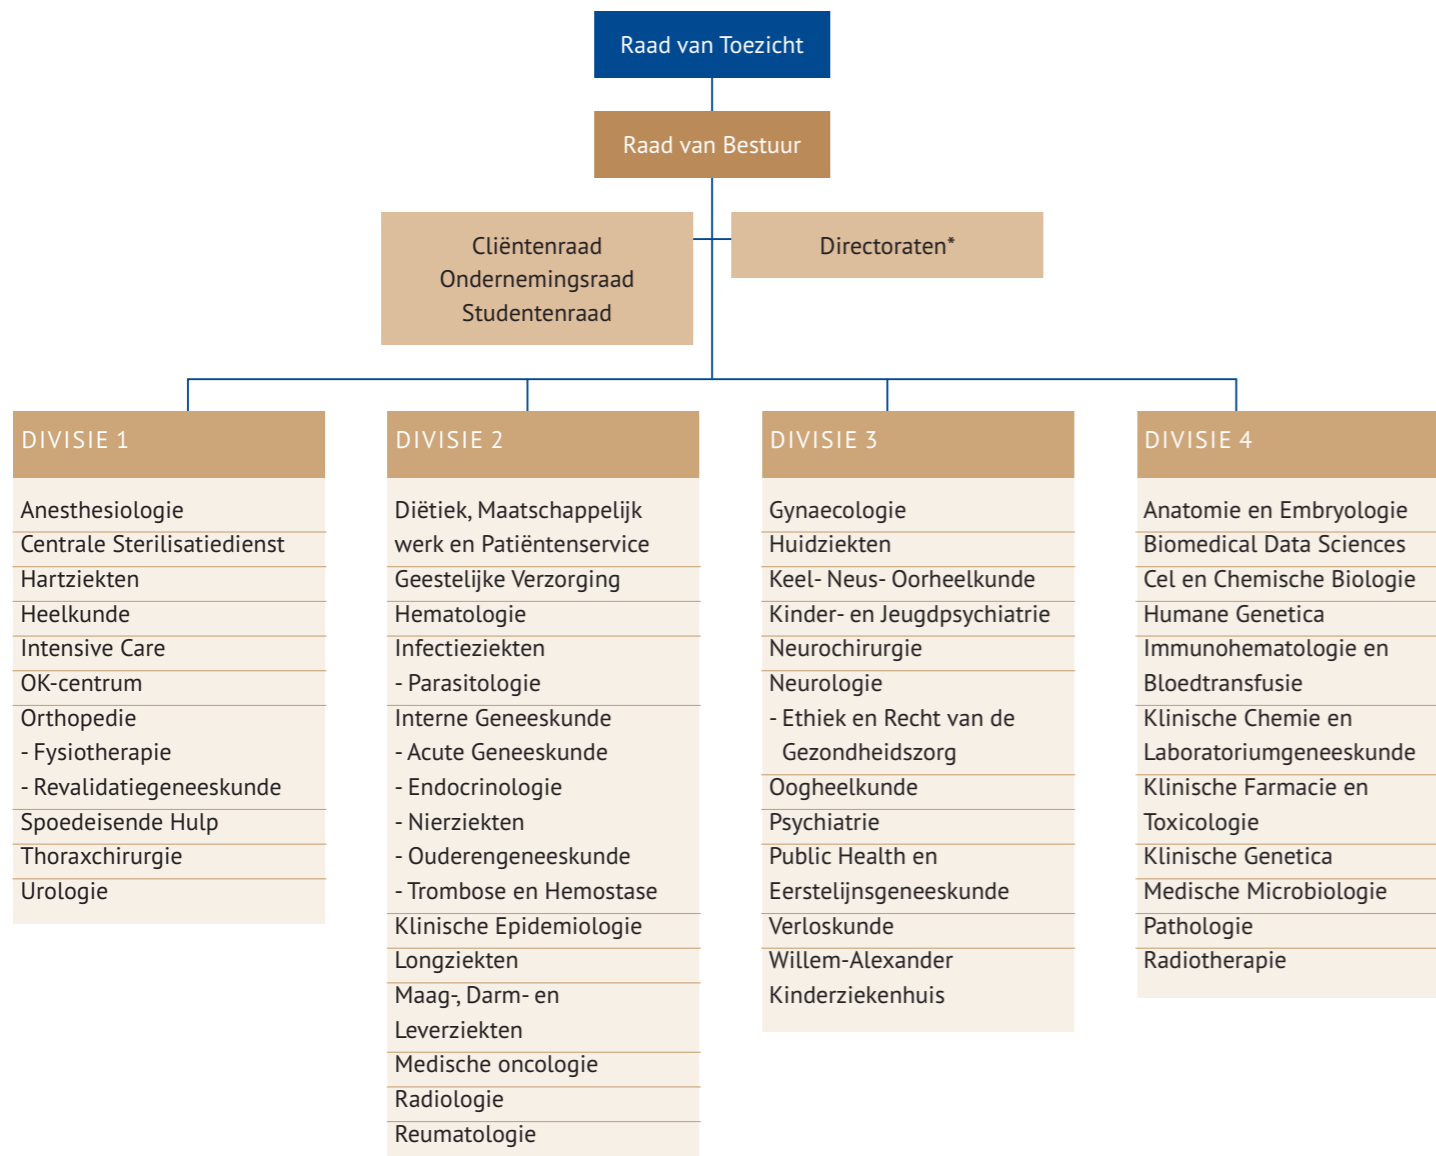 Raad van Toezicht
Raad van Bestuur
Cliëntenraad
Ondernemingsraad
Studentenraad
Directoraten*
DIVISIE 1
Anesthesiologie
Centrale Sterilisatiedienst
Hartziekten
Heelkunde
Intensive Care
OK-centrum
Orthopedie
- Fysiotherapie
- Revalidatiegeneeskunde
Spoedeisende Hulp
Thoraxchirurgie
Urologie
DIVISIE 2
Diëtiek, Maatschappelijk
werk en Patiëntenservice
Geestelijke Verzorging
Hematologie
Infectieziekten
- Parasitologie
Interne Geneeskunde
- Acute Geneeskunde
- Endocrinologie
- Nierziekten
- Ouderengeneeskunde
- Trombose en Hemostase
Klinische Epidemiologie
Longziekten
Maag-, Darm- en
Leverziekten
Medische oncologie
Radiologie
Reumatologie
DIVISIE 3
Gynaecologie
Huidziekten
Keel- Neus- Oorheelkunde
Kinder- en Jeugdpsychiatrie
Neurochirurgie
Neurologie
- Ethiek en Recht van de
Gezondheidszorg
Oogheelkunde
Psychiatrie
Public Health en
Eerstelijnsgeneeskunde
Verloskunde
Willem-Alexander
Kinderziekenhuis
DIVISIE 4
Anatomie en Embryologie
Biomedical Data Sciences
Cel en Chemische Biologie
Humane Genetica
Immunohematologie en
Bloedtransfusie
Klinische Chemie en
Laboratoriumgeneeskunde
Klinische Farmacie en
Toxicologie
Klinische Genetica
Medische Microbiologie
Pathologie
Radiotherapie